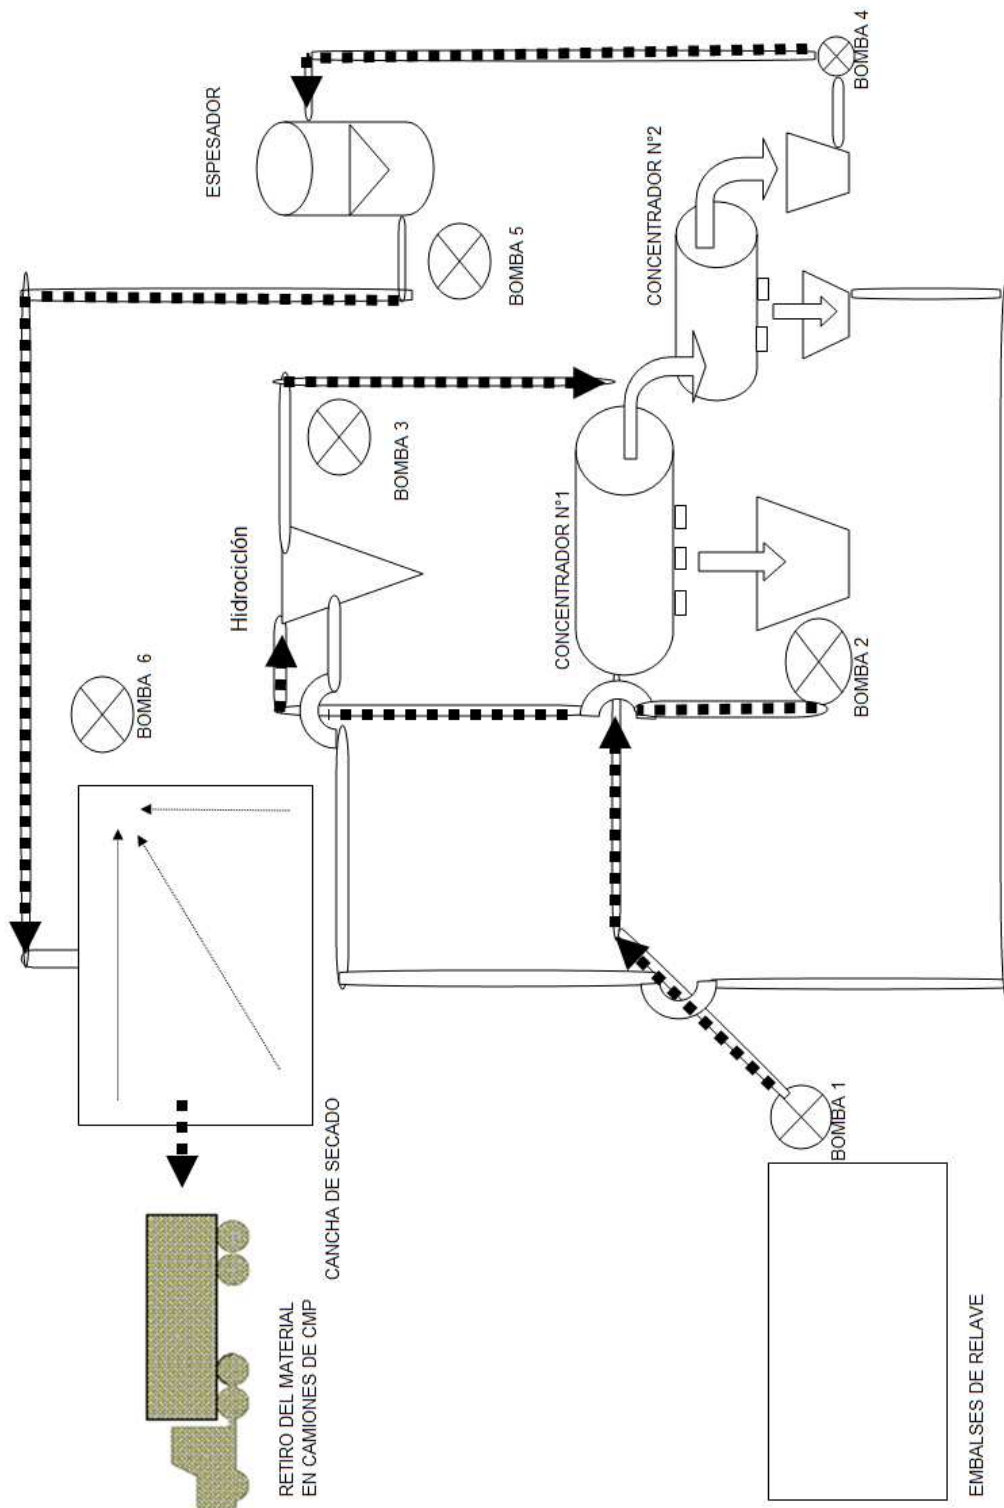 RETIRO DEL MATERIAL
EN CAMIONES DE CMP
CANCHA DE SECADO
BOMBA 6
Hidrociclón
BOMBA 3
ESPESADOR
BOMBA 5
EMBALSES DE RELAVE
BOMBA 1
CONCENTRADOR N°1
BOMBA 2
CONCENTRADOR N°2
BOMBA 4